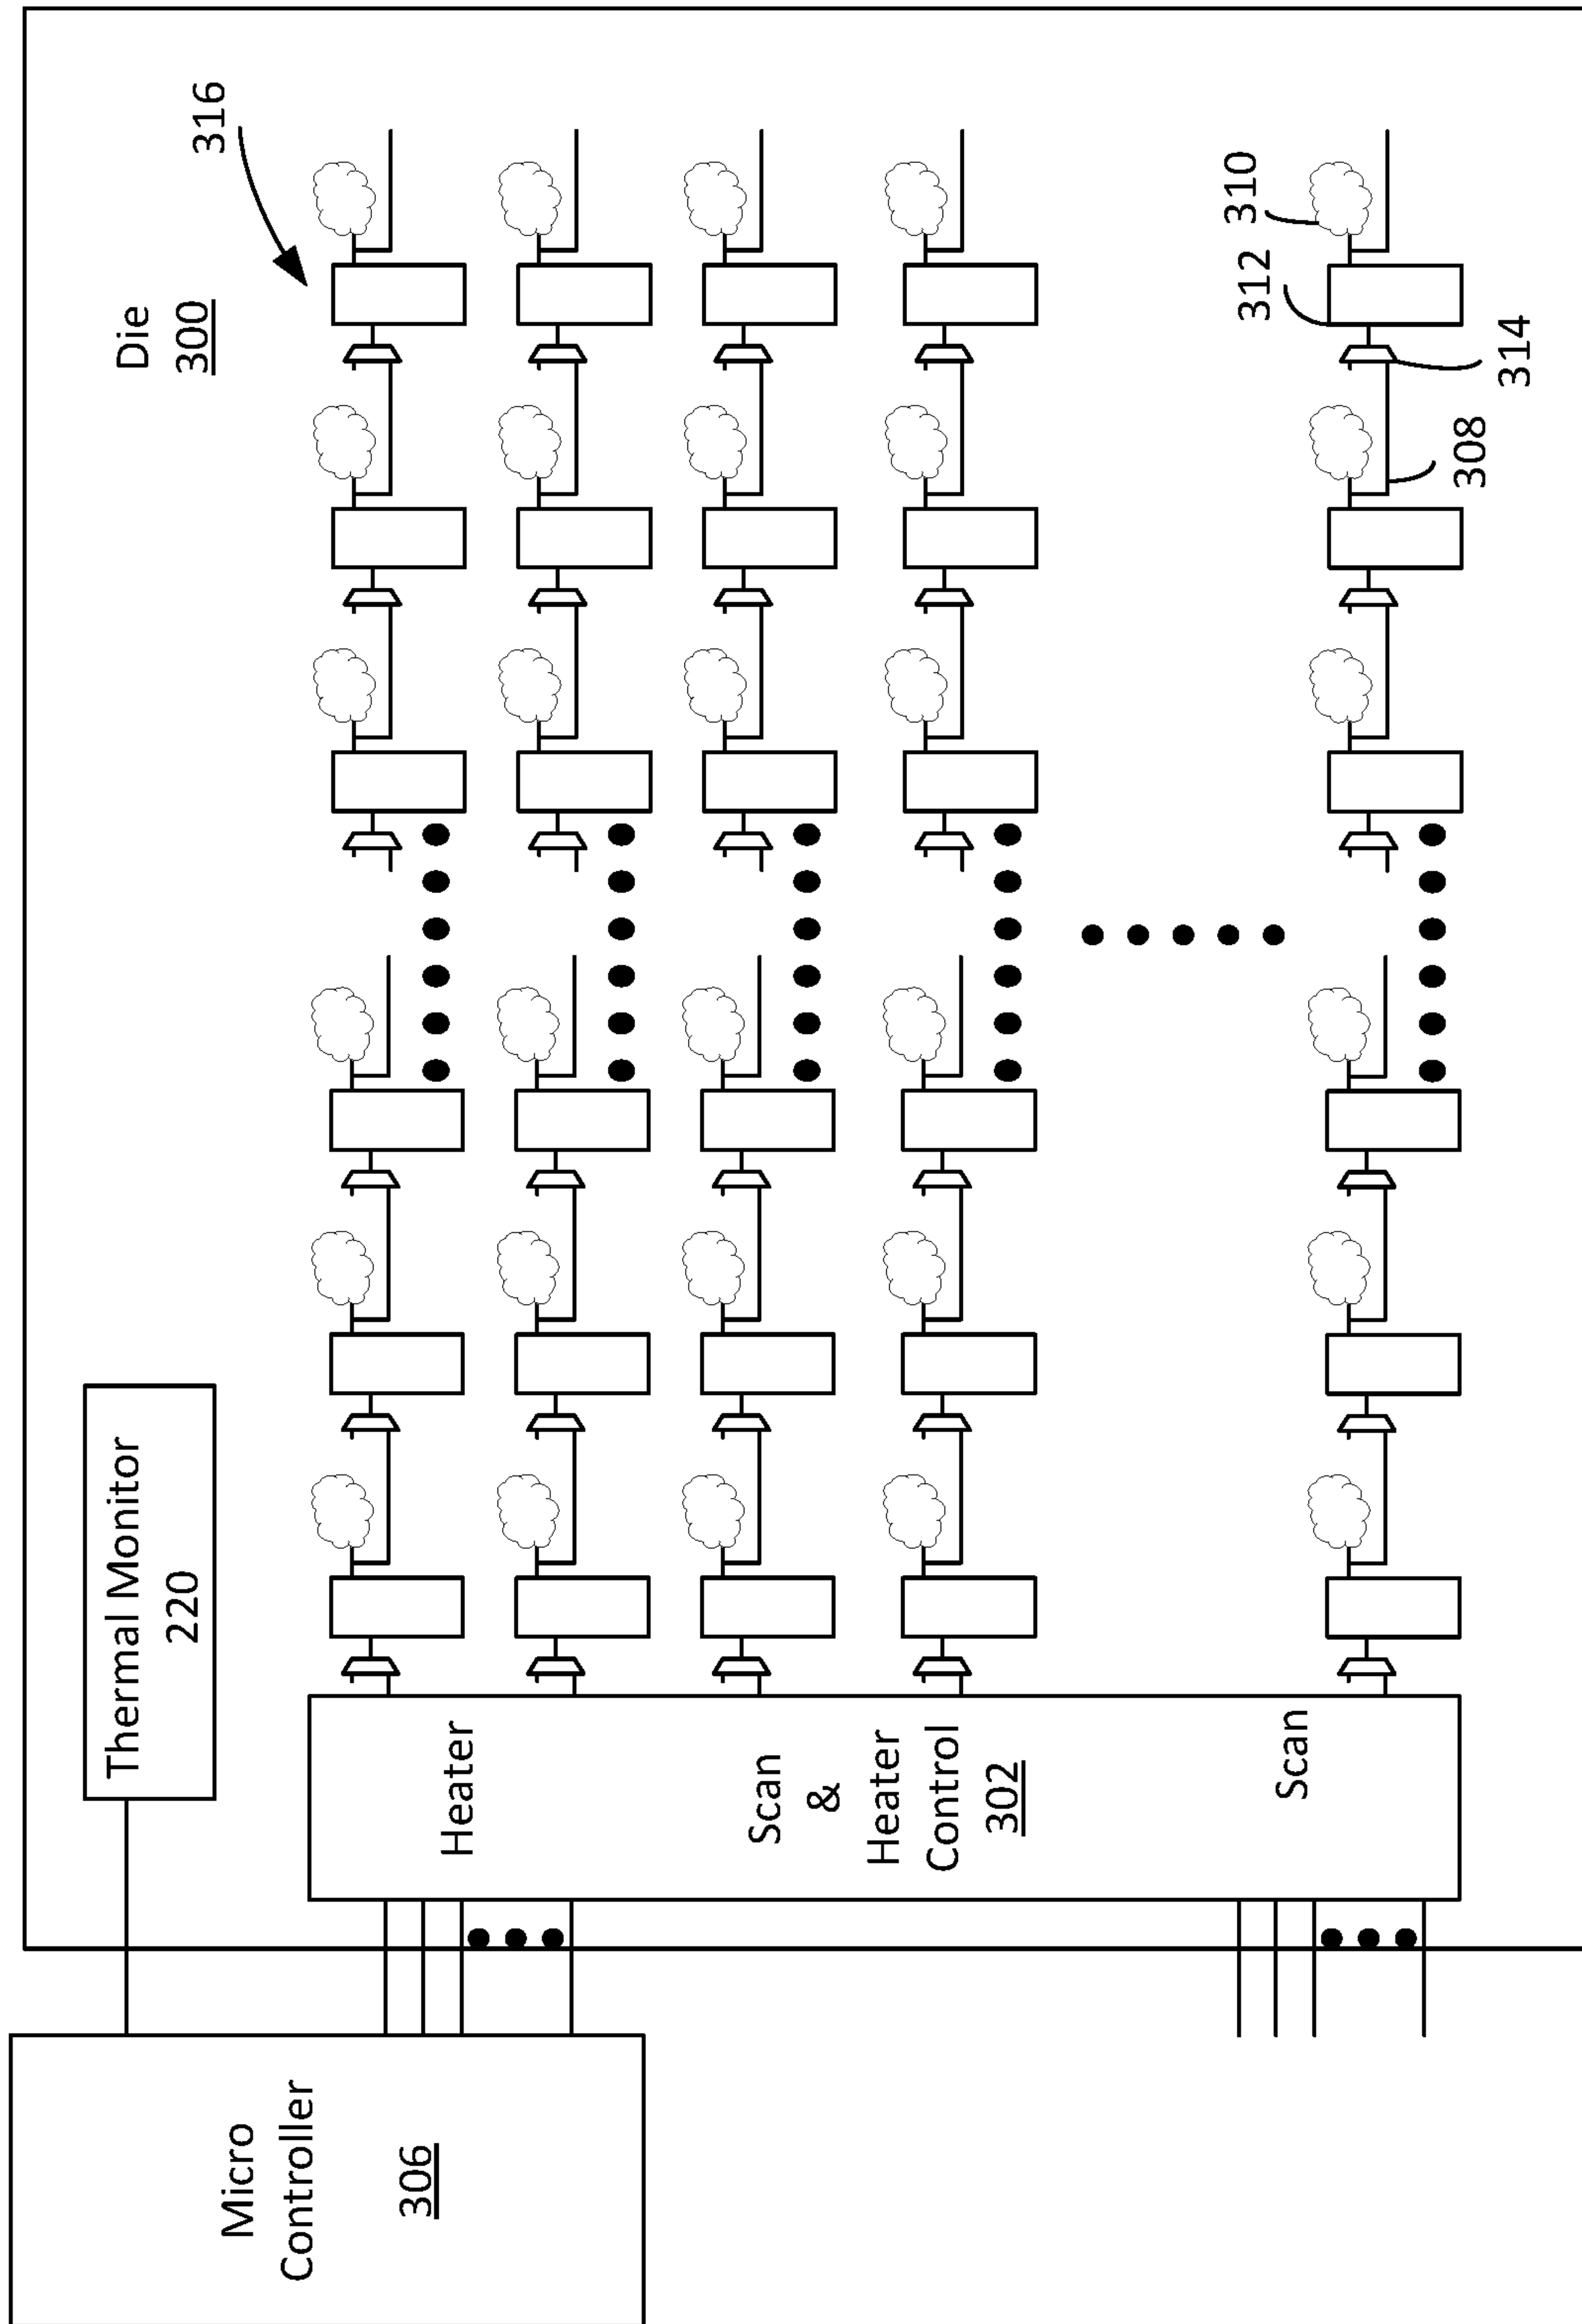 Micro
Controller
306
Thermal Monitor
220
Die
300
316
Heater
Scan
&
Heater
Control
302
Scan
310
312
314
308